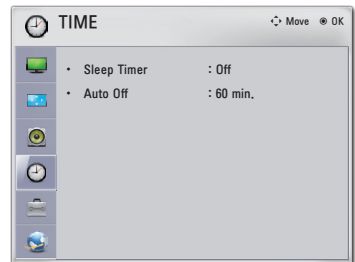 TIME
Move ◉ OK
• Sleep Timer : Off
• Auto Off : 60 min.